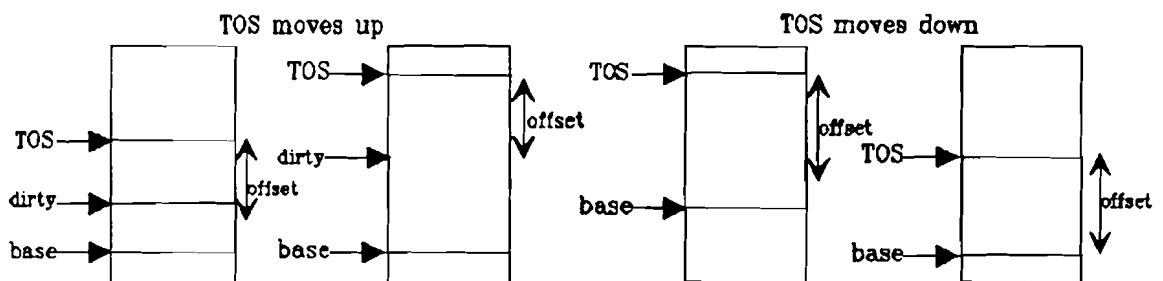 TOS moves up
TOS
dirty
base
offset
TOS
dirty
base
offset
TOS moves down
TOS
base
offset
TOS
base
offset